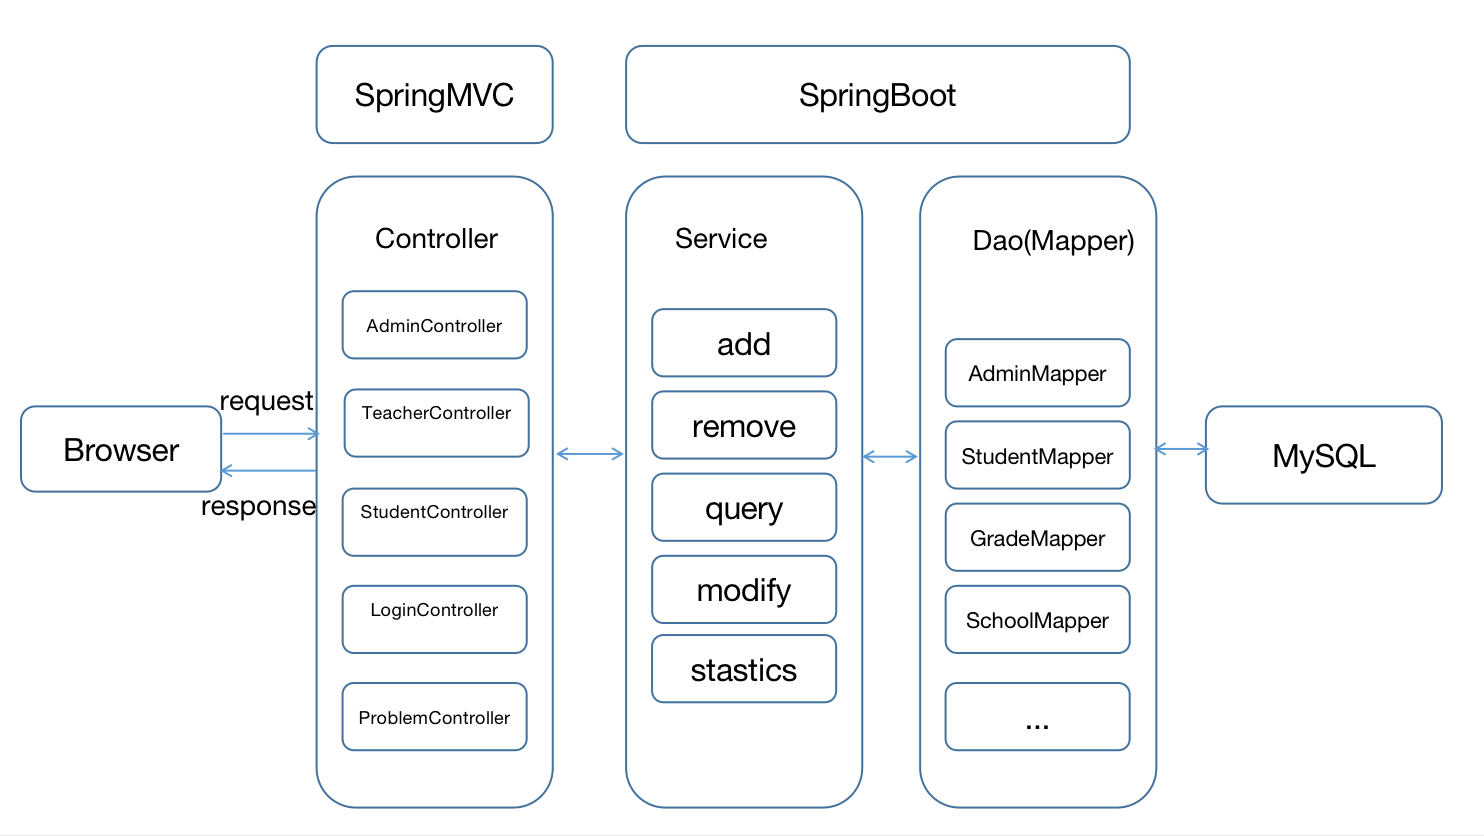 SpringMVC
SpringBoot
Controller
AdminController
TeacherController
StudentController
LoginController
ProblemController
Service
add
remove
query
modify
stastics
Dao(Mapper)
AdminMapper
StudentMapper
GradeMapper
SchoolMapper
...
request
Browser
response
MySQL